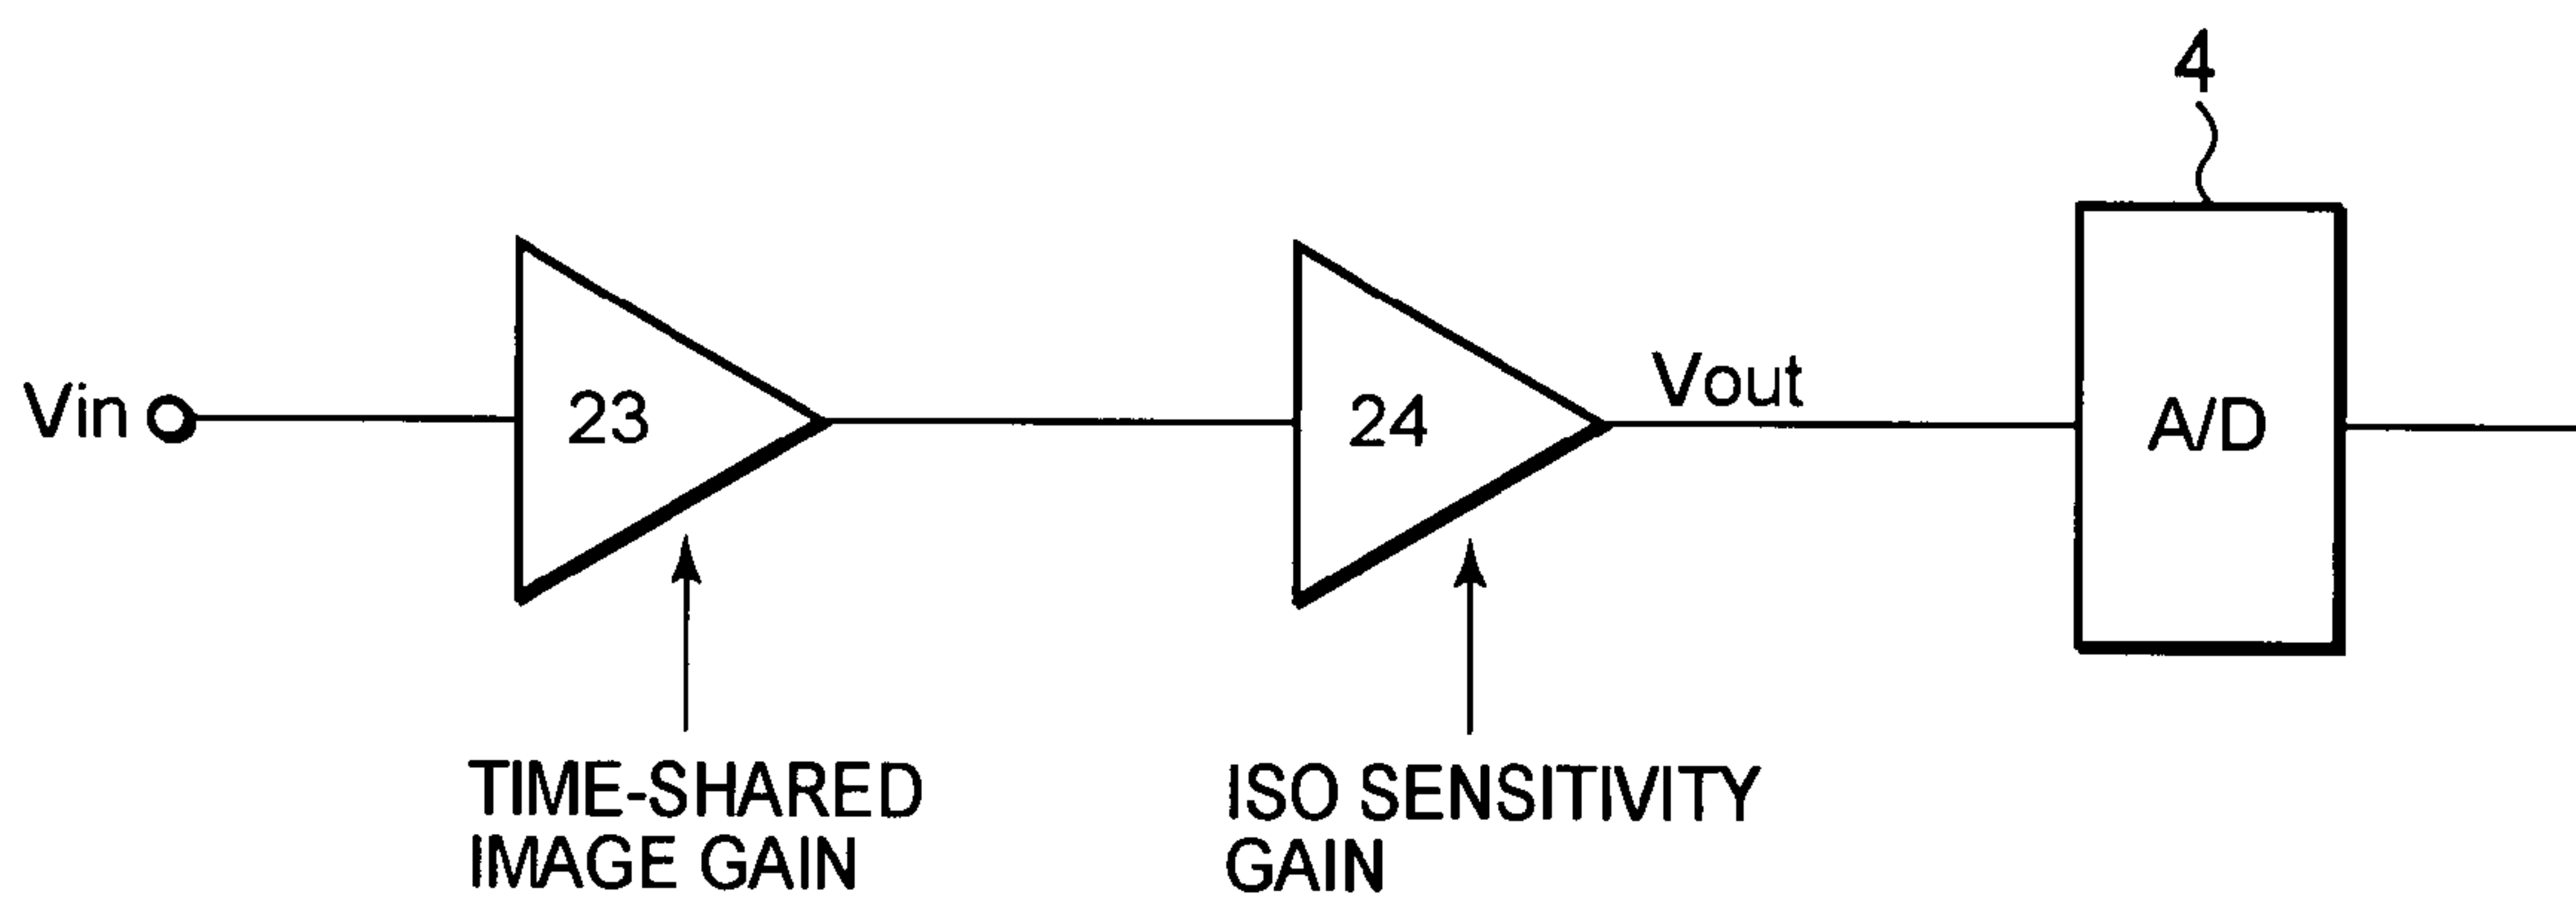 4
Vin
23
24
Vout
A/D
TIME-SHARED
IMAGE GAIN
ISO SENSITIVITY
GAIN